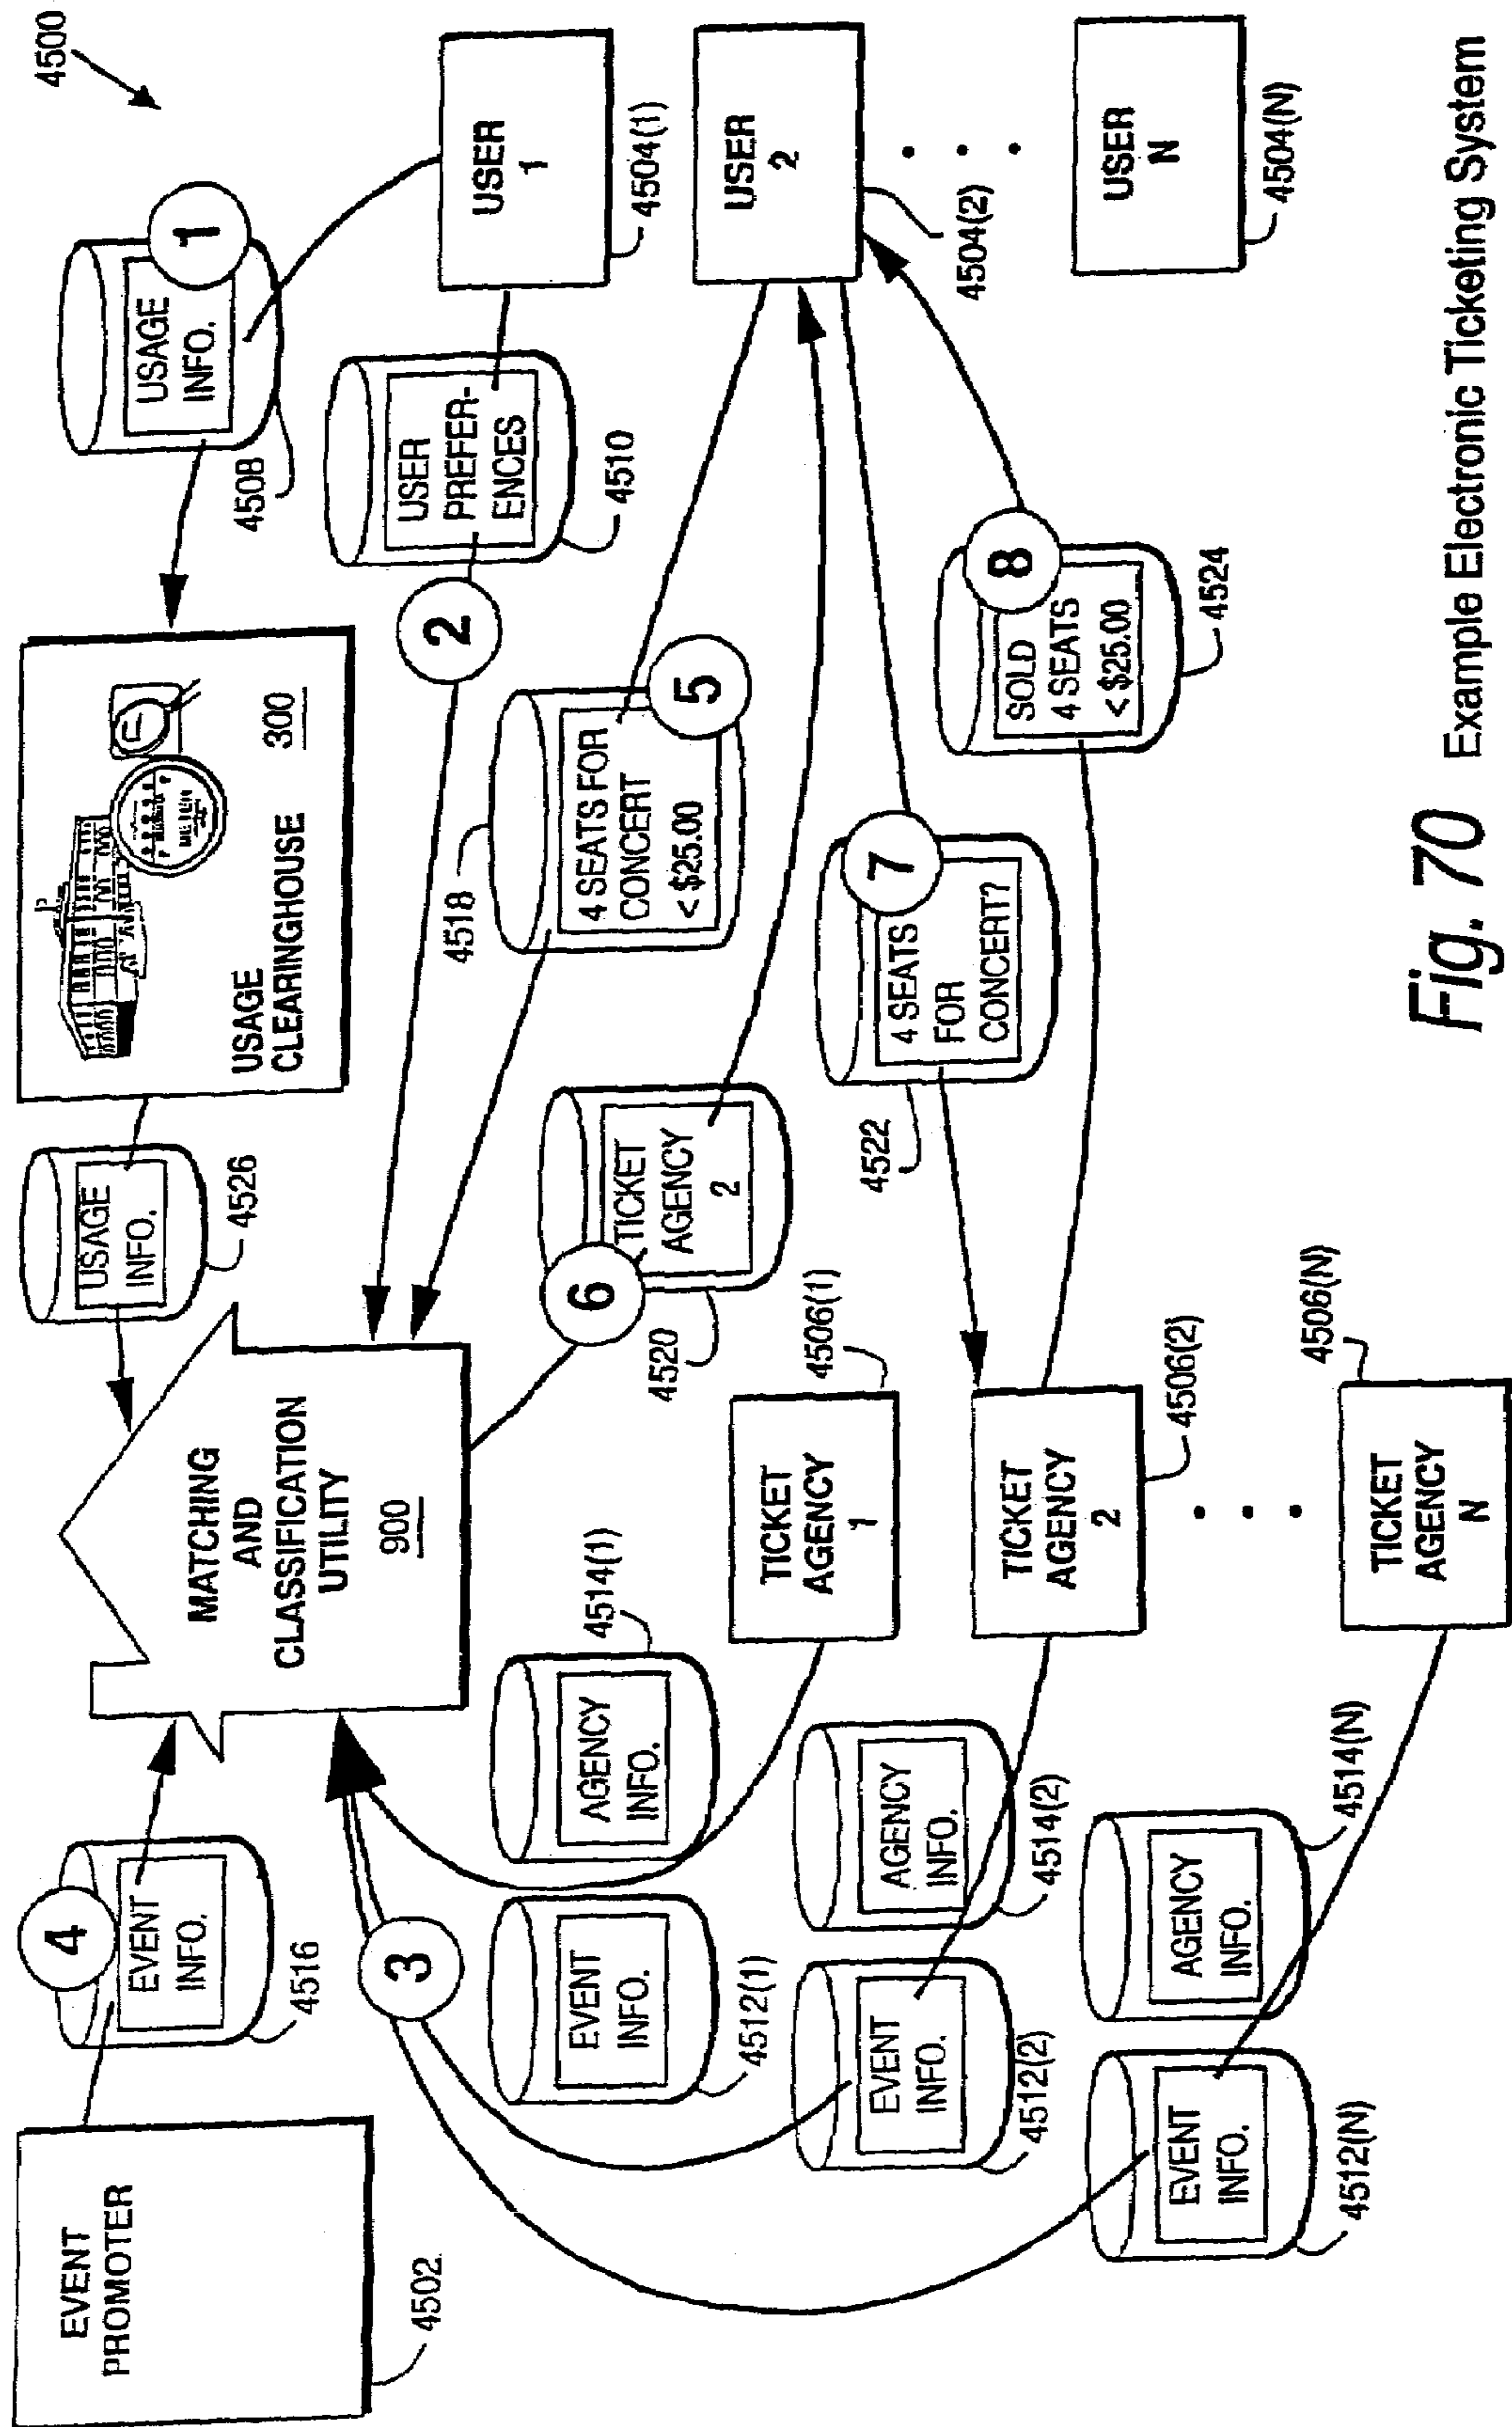 4500
EVENT
PROMOTER
4502
4
EVENT
INFO.
4516
MATCHING
AND
CLASSIFICATION
UTILITY
900
USAGE
INFO.
4526
USAGE
CLEARINGHOUSE
300
METER
1
USAGE
INFO.
4508
USER
1
4504(1)
2
USER
PREFER-
ENCES
4510
3
EVENT
INFO.
4512(1)
AGENCY
INFO.
4514(1)
TICKET
AGENCY
1
4506(1)
6
TICKET
AGENCY
2
4520
4518
4 SEATS FOR
CONCERT
< $25.00
5
USER
2
4504(2)
EVENT
INFO.
4512(2)
AGENCY
INFO.
4514(2)
TICKET
AGENCY
2
4506(2)
7
4 SEATS
FOR
CONCERT?
4522
8
SOLD
4 SEATS
< $25.00
4524
USER
N
4504(N)
EVENT
INFO.
4512(N)
AGENCY
INFO.
4514(N)
TICKET
AGENCY
N
4506(N)
Fig. 70 Example Electronic Ticketing System